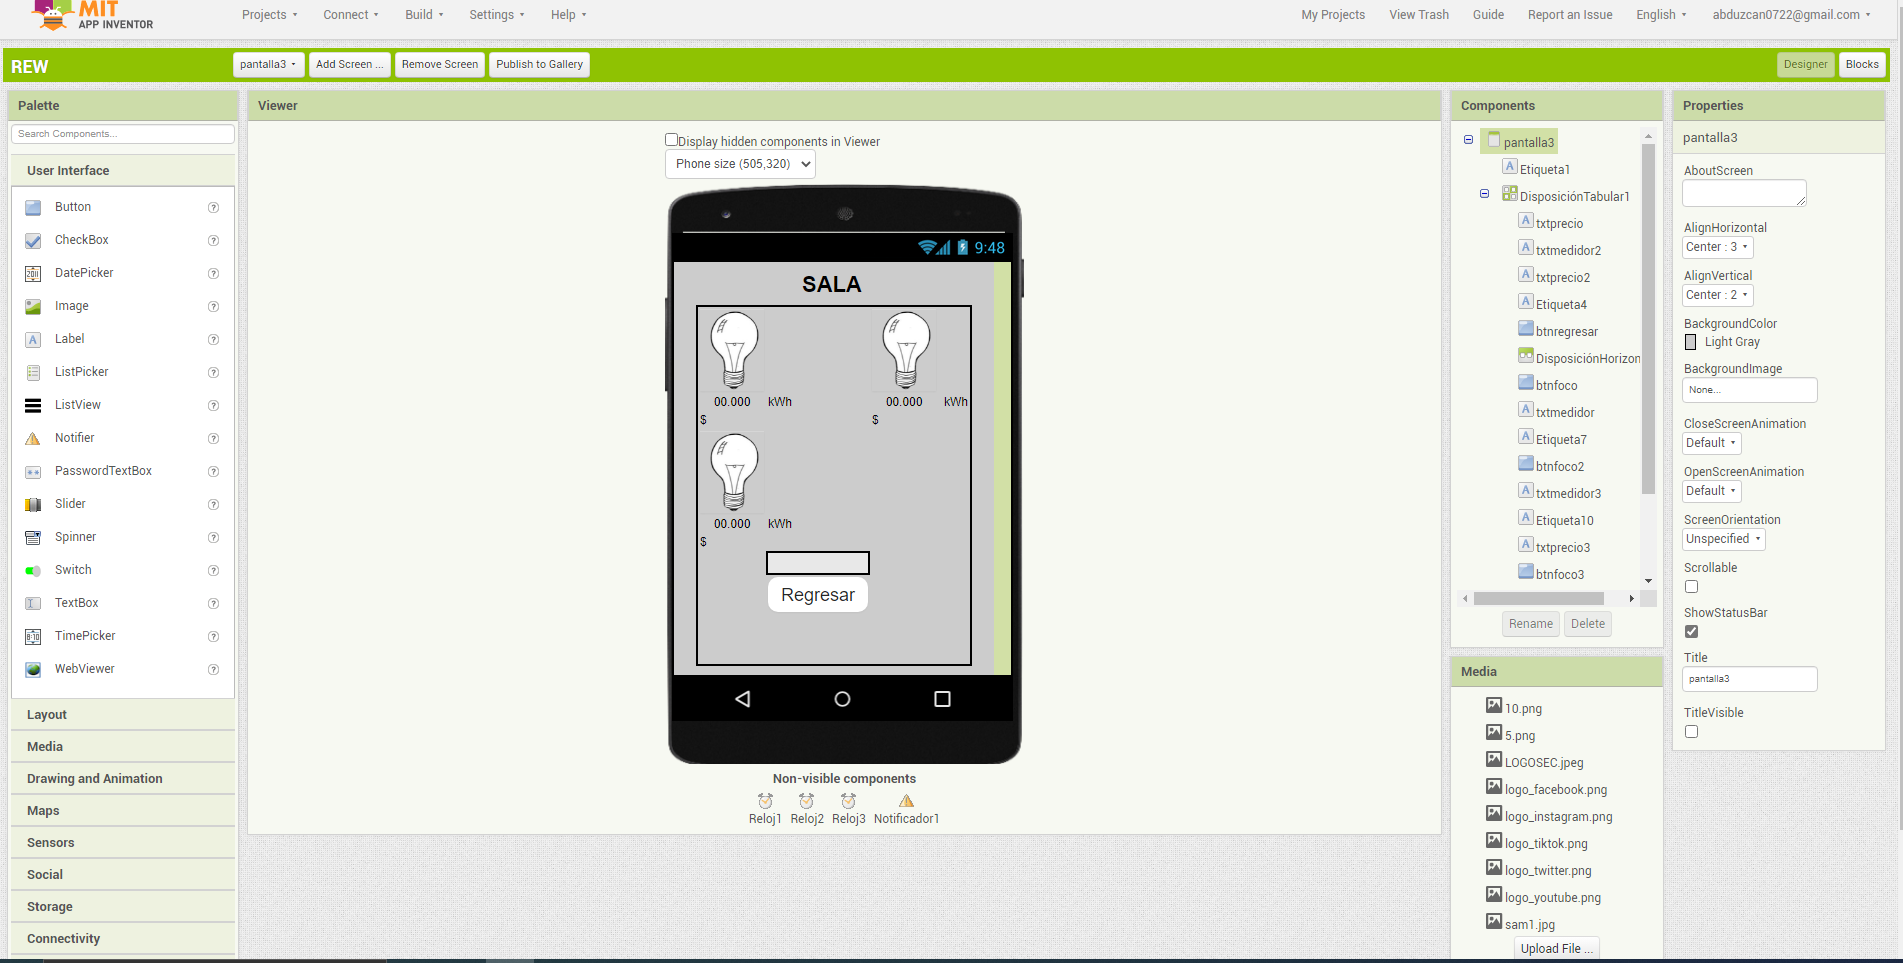 MIT
APP INVENTOR
Projects
Connect
Build
Settings
Help
My Projects
View Trash
Guide
Report an Issue
English
abduzcan0722@gmail.com
REW
pantalla3
Add Screen ...
Remove Screen
Publish to Gallery
Designer
Blocks
Palette
Search Components...
User Interface
Button
CheckBox
DatePicker
Image
Label
ListPicker
ListView
Notifier
PasswordTextBox
Slider
Spinner
Switch
TextBox
TimePicker
WebViewer
Layout
Media
Drawing and Animation
Maps
Sensors
Social
Storage
Connectivity
Viewer
Display hidden components in Viewer
Phone size (505,320)
9:48
SALA
00.000 kWh
00.000 kWh
$
$
00.000 kWh
$
Regresar
Non-visible components
Reloj1
Reloj2
Reloj3
Notificador1
Components
pantalla3
Etiqueta1
DisposiciónTabular1
txtprecio
txtmedidor2
txtprecio2
Etiqueta4
btnregresar
DisposiciónHorizon
btnfoco
txtmedidor
Etiqueta7
btnfoco2
txtmedidor3
Etiqueta10
txtprecio3
btnfoco3
Rename
Delete
Media
10.png
5.png
LOGOSEC.jpeg
logo_facebook.png
logo_instagram.png
logo_tiktok.png
logo_twitter.png
logo_youtube.png
sam1.jpg
Upload File ...
Properties
pantalla3
AboutScreen
AlignHorizontal
Center : 3
AlignVertical
Center : 2
BackgroundColor
Light Gray
BackgroundImage
None...
CloseScreenAnimation
Default
OpenScreenAnimation
Default
ScreenOrientation
Unspecified
Scrollable
ShowStatusBar
Title
pantalla3
TitleVisible